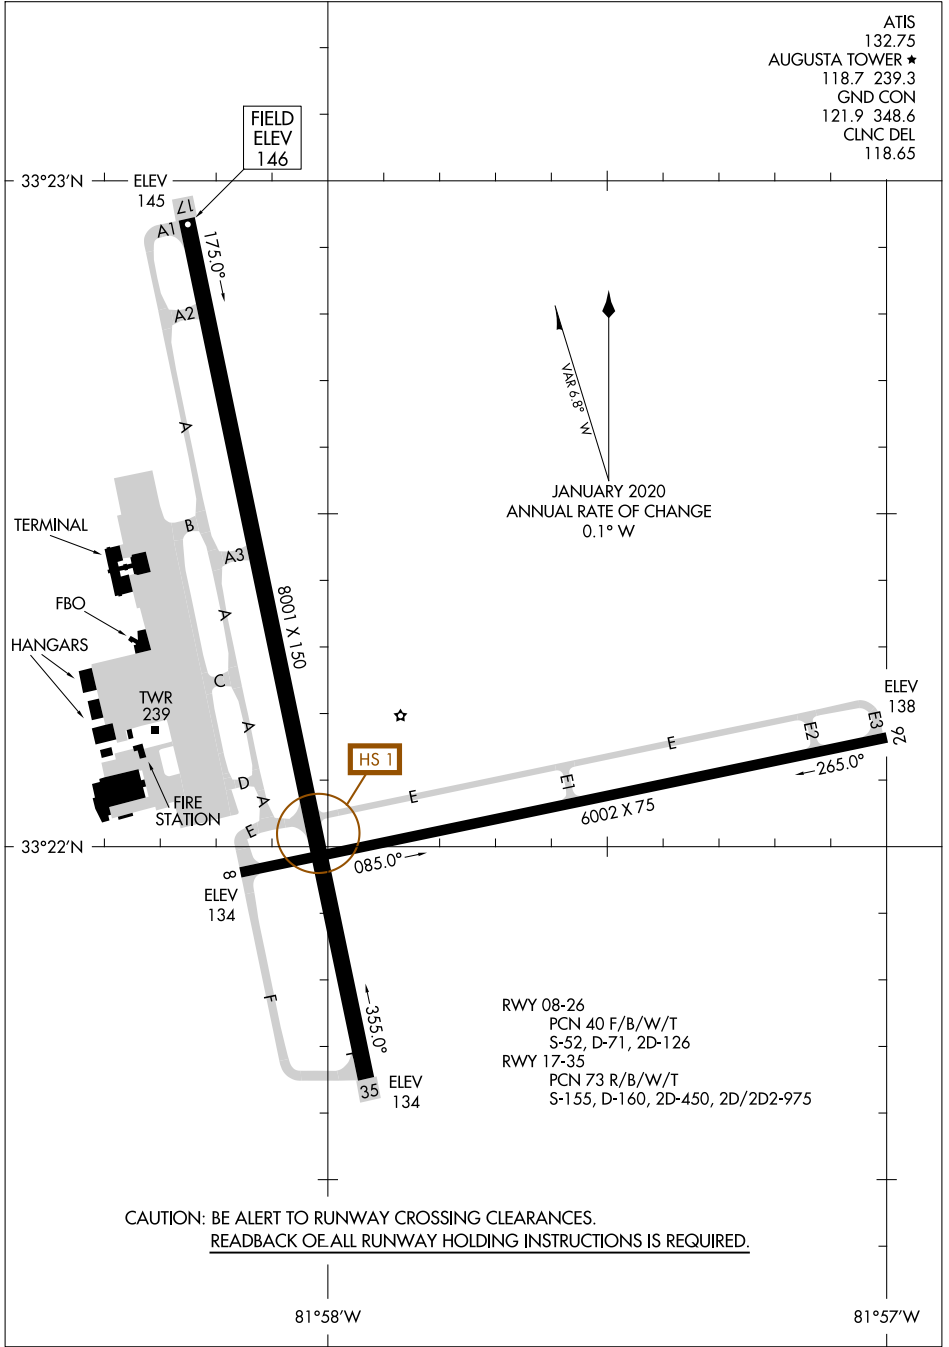 ATIS
132.75
AUGUSTA TOWER ★
118.7 239.3
GND CON
121.9 348.6
CLNC DEL
118.65
FIELD
ELEV
146
33°23'N
ELEV
145
17
A1
175.0°
A2
VAR 6.8° W
A
JANUARY 2020
ANNUAL RATE OF CHANGE
0.1° W
B
TERMINAL
A3
8001 X 150
FBO
A
HANGARS
C
TWR
239
ELEV
138
A
E3
E2
26
E
HS 1
265.0°
D
E1
A
E
6002 X 75
FIRE
STATION
E
33°22'N
085.0°
8
ELEV
134
F
355.0°
RWY 08-26
PCN 40 F/B/W/T
S-52, D-71, 2D-126
RWY 17-35
PCN 73 R/B/W/T
S-155, D-160, 2D-450, 2D/2D2-975
35
ELEV
134
CAUTION: BE ALERT TO RUNWAY CROSSING CLEARANCES.
READBACK OF ALL RUNWAY HOLDING INSTRUCTIONS IS REQUIRED.
81°58'W
81°57'W